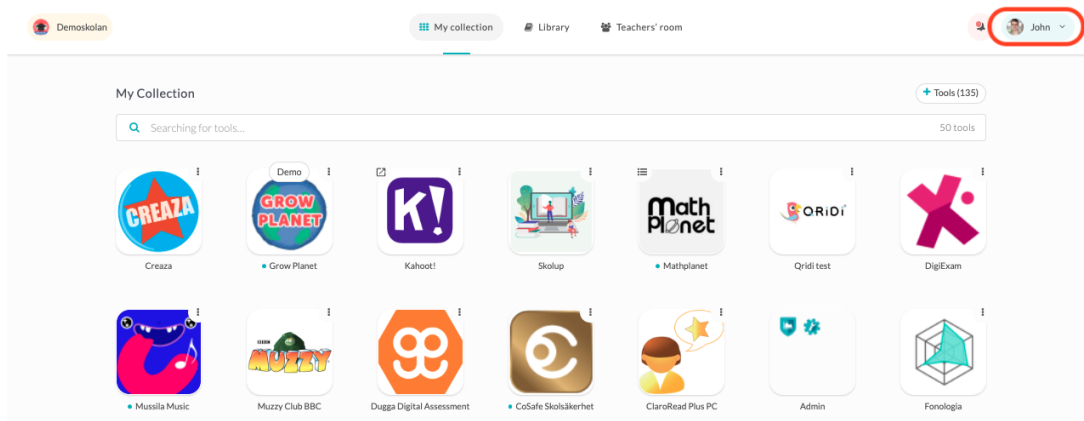 Demoskolan
My collection
Library
Teachers' room
John
My Collection
+ Tools (135)
Searching for tools...
50 tools
Demo
CREAZA
GROW
PLANET
K!
Math
Planet
QRIDI
Creaza
Grow Planet
Kahoot!
Skolup
Mathplanet
Qridi test
DigiExam
BBC
MUZZY
Mussila Music
Muzzy Club BBC
Dugga Digital Assessment
CoSafe Skolsäkerhet
ClaroRead Plus PC
Admin
Fonologia